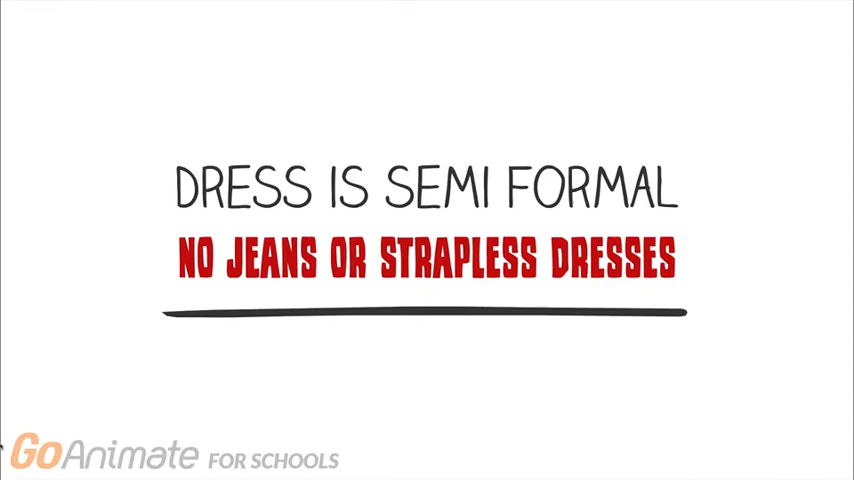 DRESS IS SEMI FORMAL
NO JEANS OR STRAPLESS DRESSES
GoAnimate FOR SCHOOLS